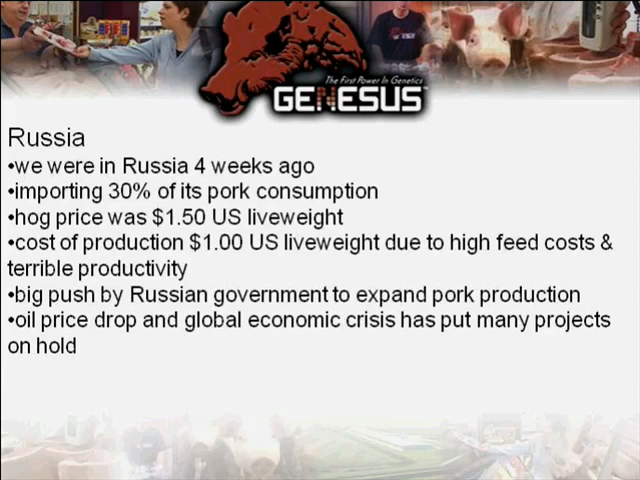 The First Power In Genetics
GENESUS
Russia
•we were in Russia 4 weeks ago
•importing 30% of its pork consumption
•hog price was $1.50 US liveweight
•cost of production $1.00 US liveweight due to high feed costs &
terrible productivity
•big push by Russian government to expand pork production
•oil price drop and global economic crisis has put many projects
on hold